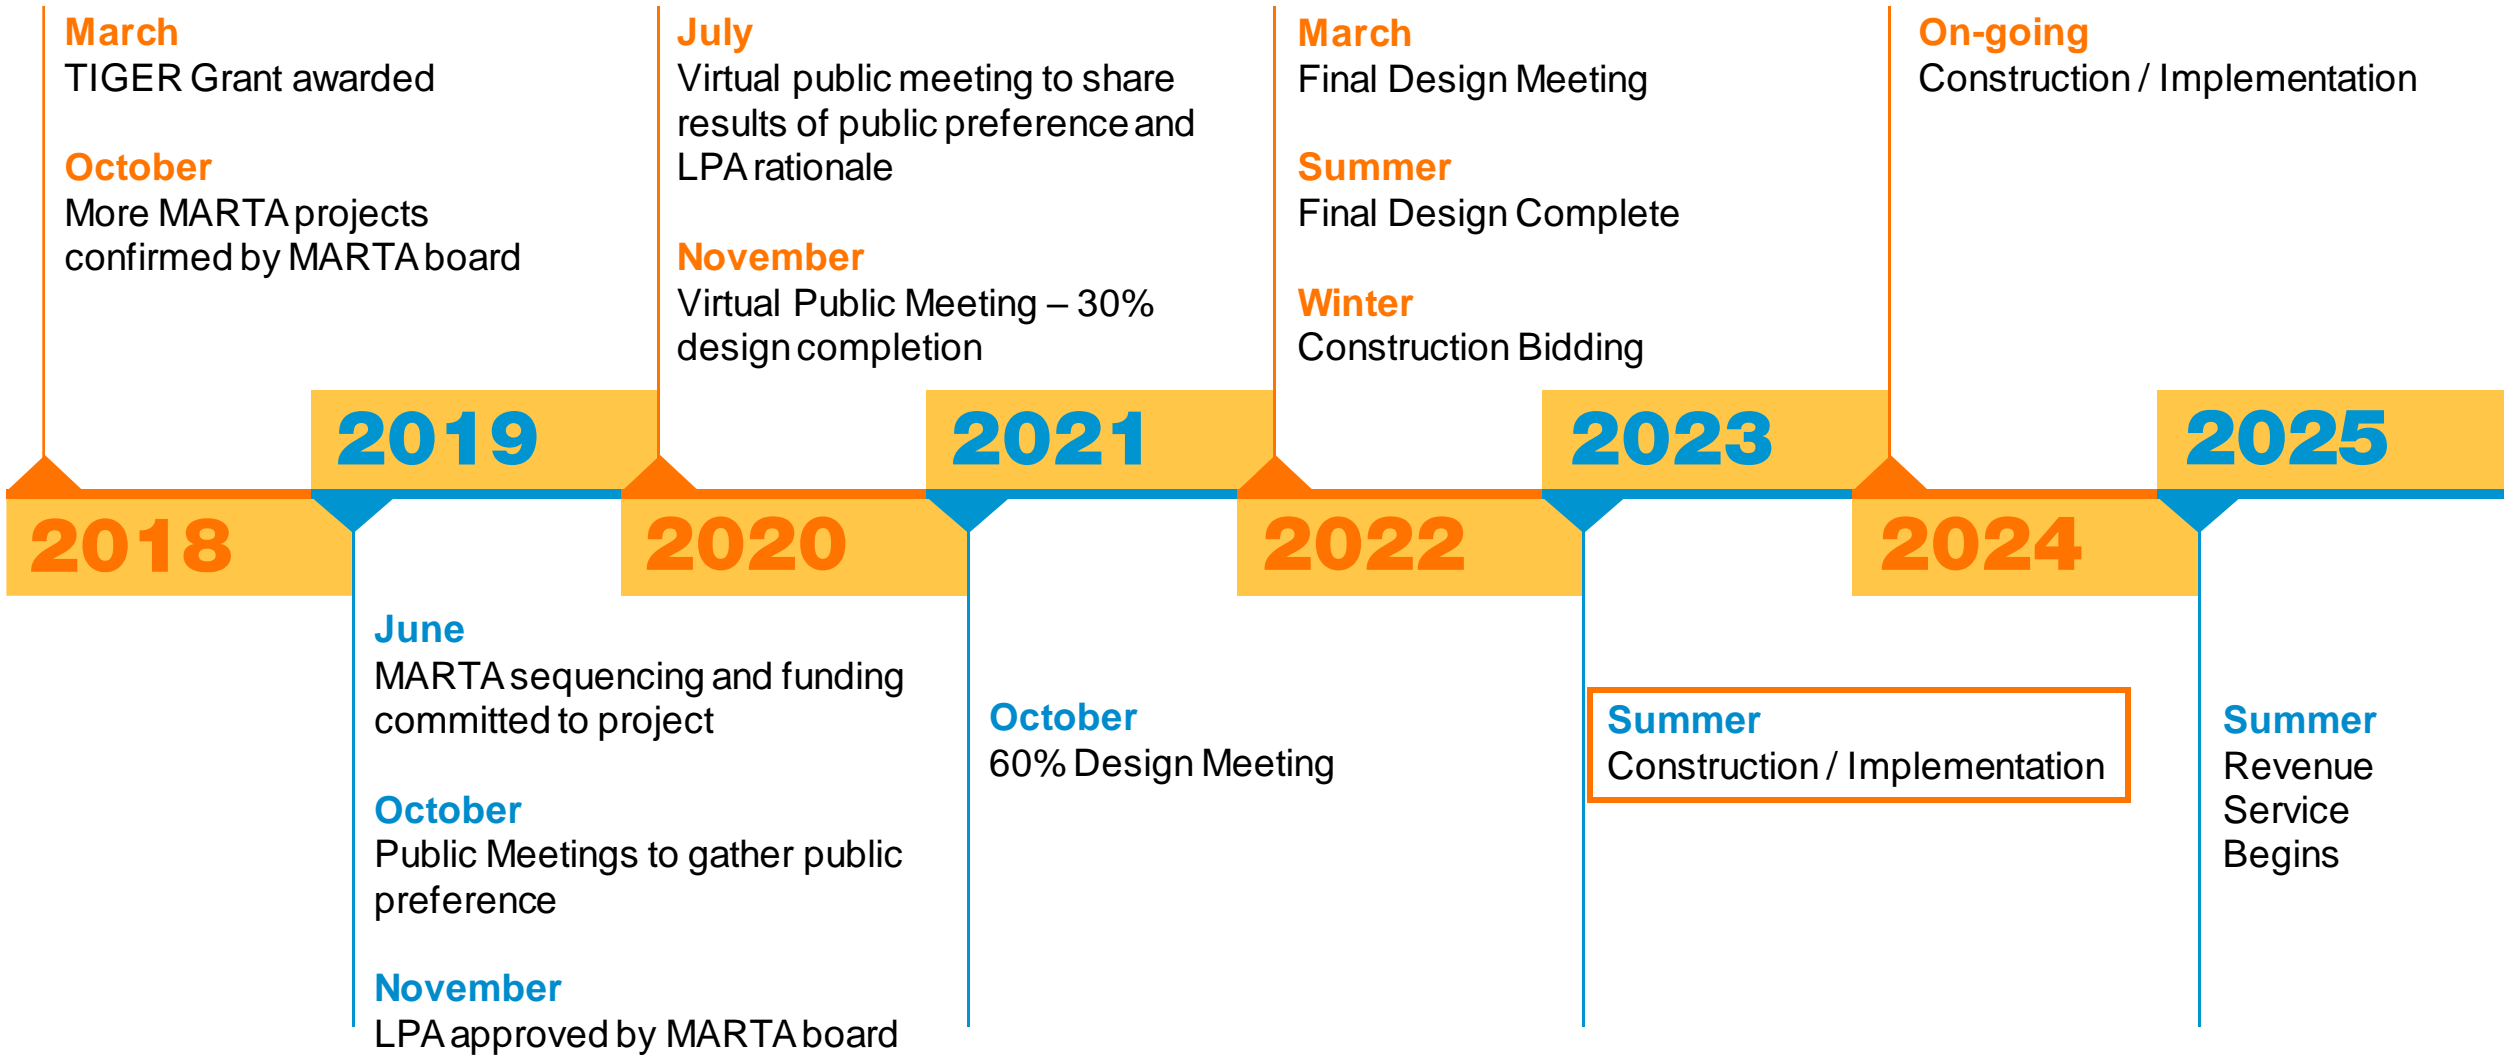 March
TIGER Grant awarded
October
More MARTA projects
confirmed by MARTA board
July
Virtual public meeting to share
results of public preference and
LPA rationale
November
Virtual Public Meeting – 30%
design completion
March
Final Design Meeting
Summer
Final Design Complete
Winter
Construction Bidding
On-going
Construction / Implementation
2019
2021
2023
2025
2018
2020
2022
2024
June
MARTA sequencing and funding
committed to project
October
Public Meetings to gather public
preference
November
LPA approved by MARTA board
October
60% Design Meeting
Summer
Construction / Implementation
Summer
Revenue
Service
Begins